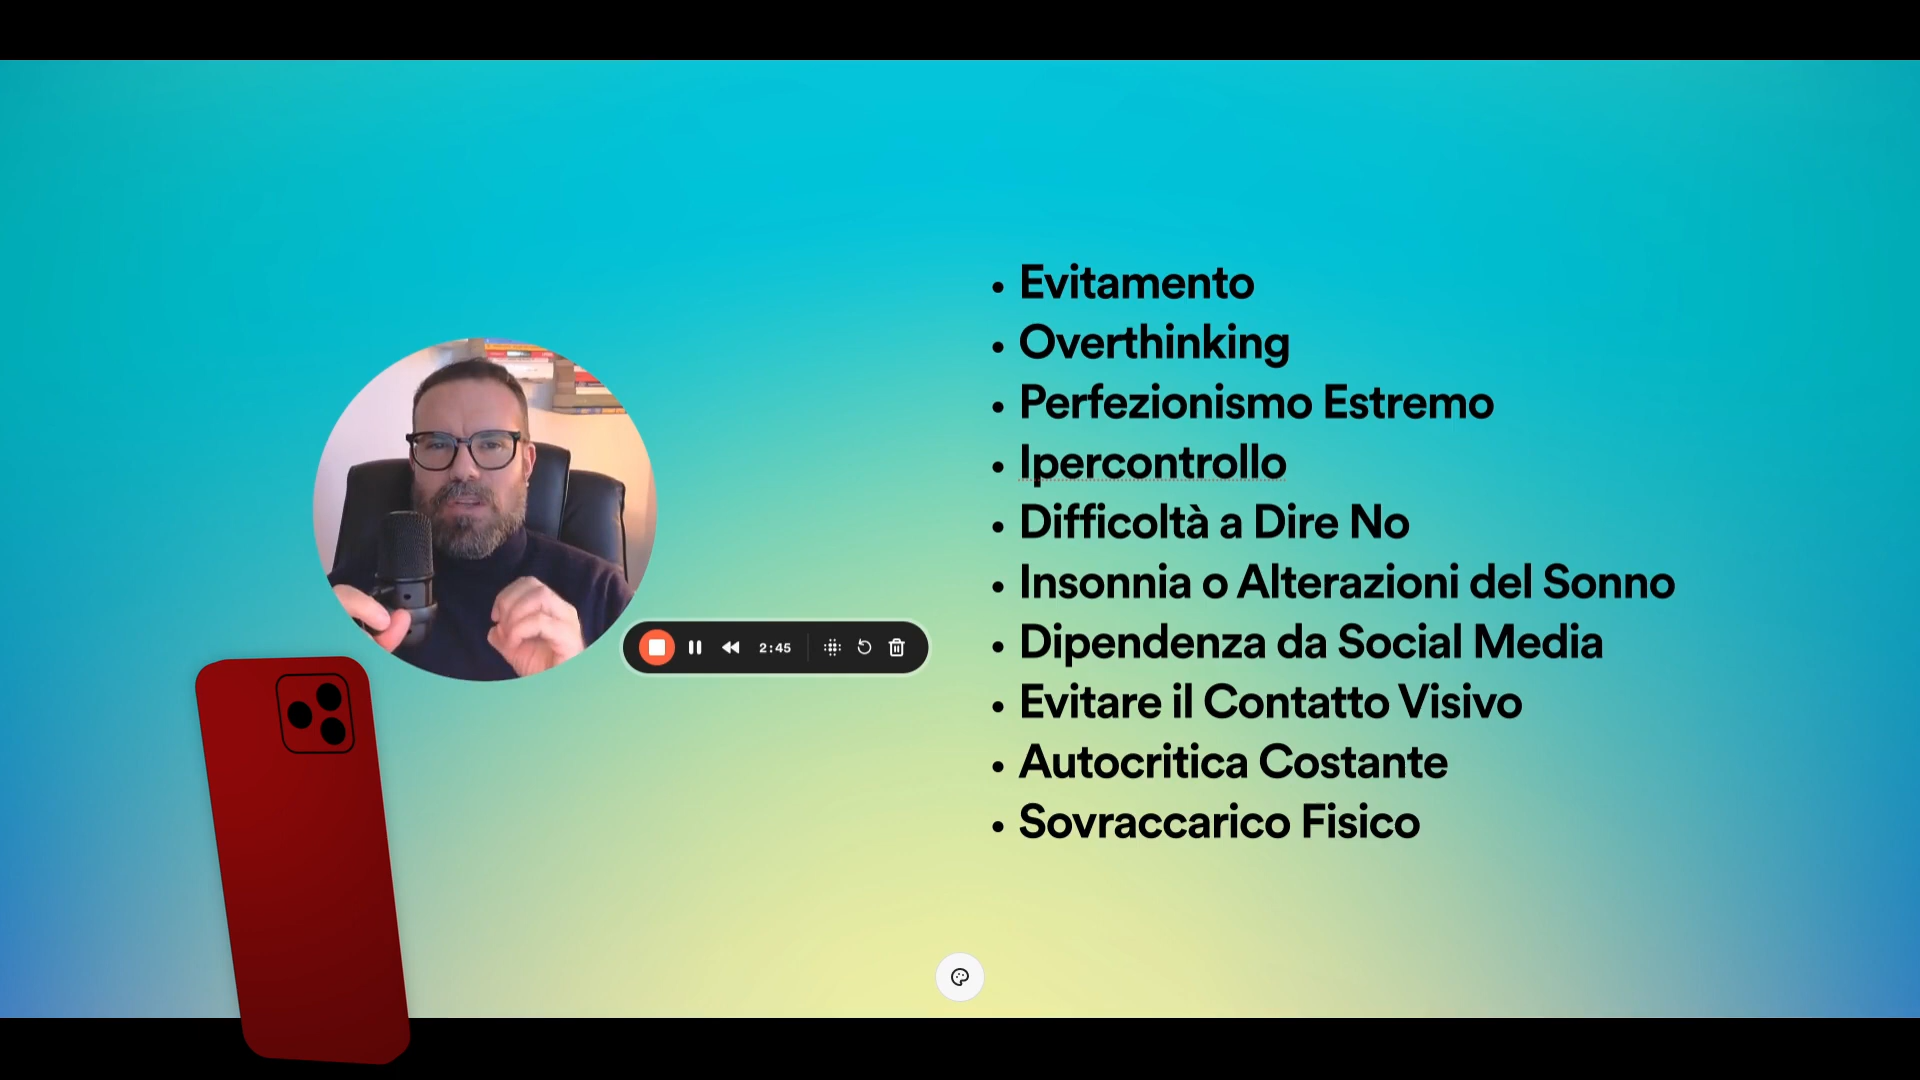 • Evitamento
• Overthinking
• Perfezionismo Estremo
• Ipercontrollo
• Difficoltà a Dire No
• Insonnia o Alterazioni del Sonno
2:45
• Dipendenza da Social Media
• Evitare il Contatto Visivo
• Autocritica Costante
• Sovraccarico Fisico